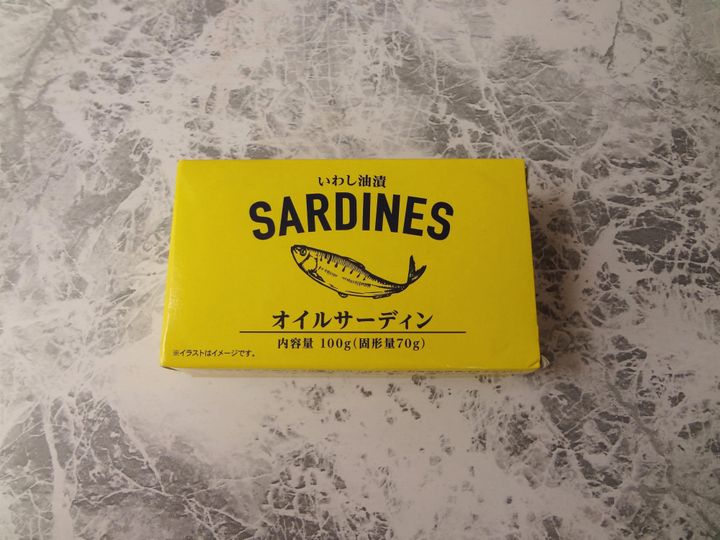 いわし油漬
SARDINES
オイルサーディン
内容量 100g(固形量70g)
※イラストはイメージです。